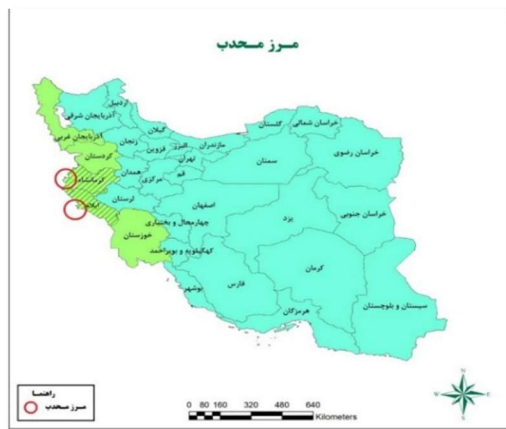 مرز محدب
اردبیل
آذربایجان شرقی
آذربایجان غربی
گیلان
زنجان
کردستان
قزوین
البرز
مازندران
گلستان
خراسان شمالی
تهران
سمنان
خراسان رضوی
همدان
کرمانشاه
مرکزی
قم
ایلام
لرستان
اصفهان
یزد
خراسان جنوبی
چهارمحال و بختیاری
خوزستان
کهگیلویه و بویراحمد
کرمان
فارس
بوشهر
هرمزگان
سیستان و بلوچستان
راهنما
مرز محدب
0 80 160 320 480 640
Kilometers
N
W
E
S